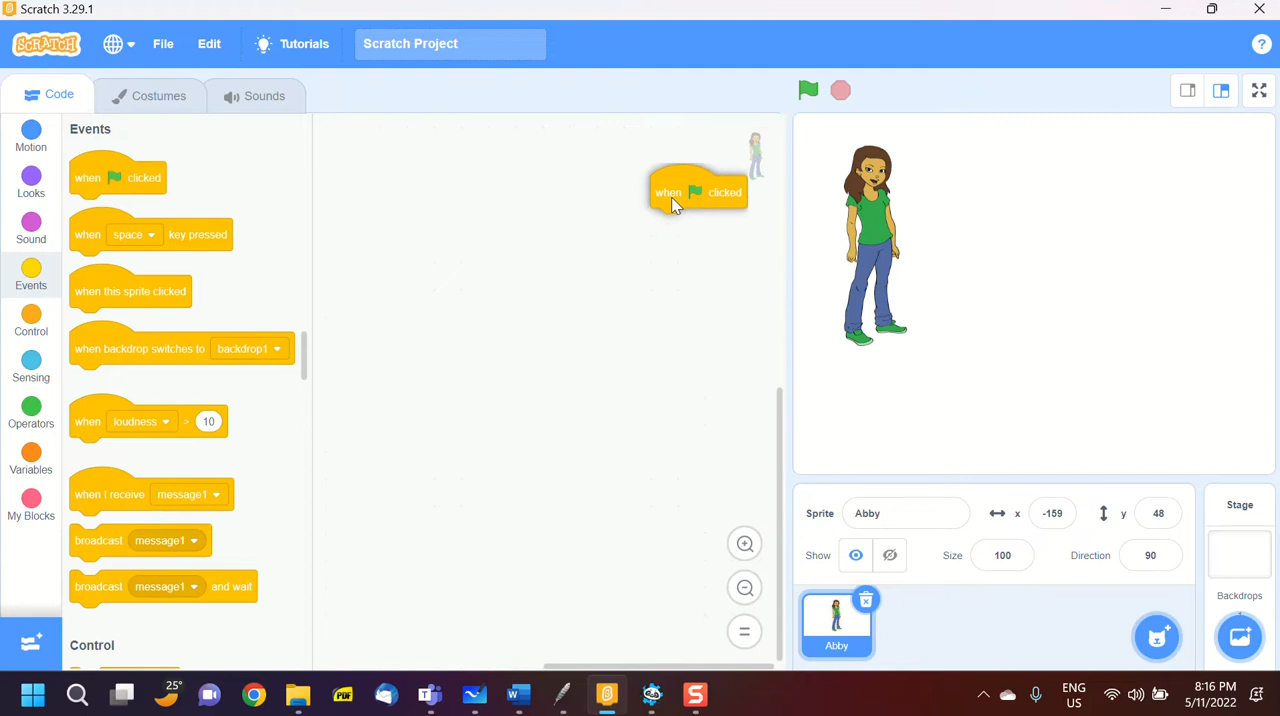 Scratch 3.29.1
SCRATCH File Edit Tutorials Scratch Project ?
Code Costumes Sounds
Motion
Looks
Sound
Events
Control
Sensing
Operators
Variables
My Blocks
Events
when clicked
when space key pressed
when this sprite clicked
when backdrop switches to backdrop1
when loudness > 10
when I receive message1
broadcast message1
broadcast message1 and wait
Control
when clicked
Sprite Abby x -159 y 48
Show Size 100 Direction 90
Abby
Stage
Backdrops
1
25°
PDF
ENG
US
8:16 PM
5/11/2022